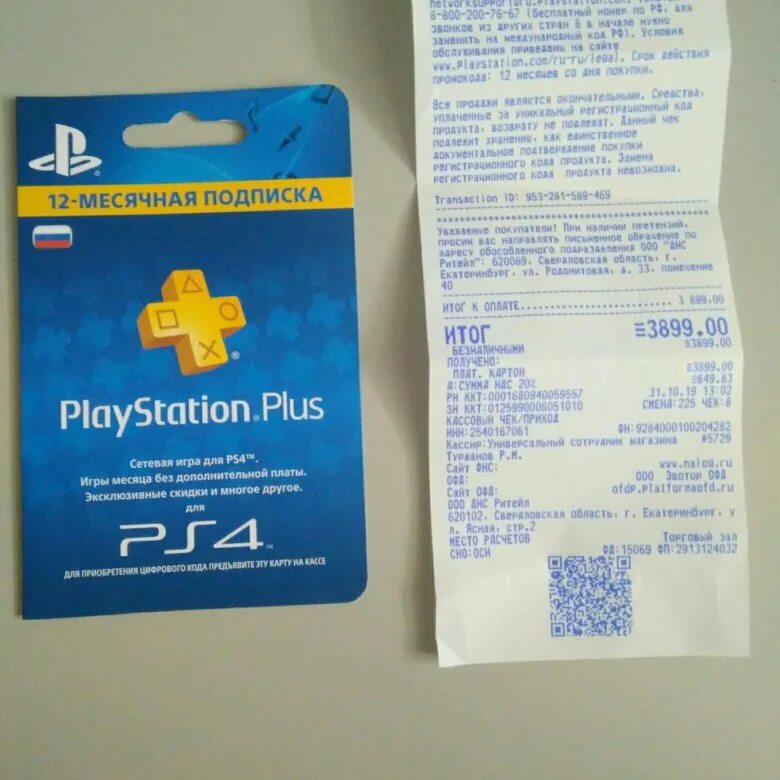 12-МЕСЯЧНАЯ ПОДПИСКА
PlayStation Plus
Сетевая игра для PS4™.
Игры месяца без дополнительной платы.
Эксклюзивные скидки и многое другое.
для
PS4™
ДЛЯ ПРИОБРЕТЕНИЯ ЦИФРОВОГО КОДА ПРЕДЪЯВИТЕ ЭТУ КАРТУ НА КАССЕ
8-800-200-76-67 (бесплатный номер по РФ, для
звонков из других стран 8 в начале нужно
заменить на международный код РФ). Условия
обслуживания приведены на сайте
www.playstation.com/ru-ru/legal. Срок действия
промокода: 12 месяцев со дня покупки.
Все продажи являются окончательными. Средства,
уплаченные за уникальный регистрационный код
продукта, возврату не подлежат. Данный чек
подлежит хранению, как единственное
документальное подтверждение покупки
регистрационного кода продукта. Замена
регистрационного кода продукта невозможна.
Transaction ID: 953-281-589-469
Уважаемые покупатели! При наличии претензий,
просим вас направлять письменное обращение по
адресу обособленного подразделения ООО "ДНС
Ритейл": 620089, Свердловская область, г.
Екатеринбург, ул. Родонитовая, д. 33, помещение
40
ИТОГ К ОПЛАТЕ........................ 3 899.00
ИТОГ ≡3899.00
БЕЗНАЛИЧНЫМИ ≡3899.00
ПОЛУЧЕНО:
ПЛАТ. КАРТОЙ ≡3899.00
А:СУММА НДС 20% ≡649.83
РН ККТ:0001680940059557 31.10.19 13:02
ЗН ККТ:0125990006051010 СМЕНА:225 ЧЕК:8
КАССОВЫЙ ЧЕК/ПРИХОД
ИНН:2540167061 ФН:9284000100204282
Кассир:Универсальный сотрудник магазина #5729
Турханов Р.М.
Сайт ФНС: www.nalog.ru
ОФД: ООО Эвотор ОФД
Сайт ОФД: ofdp.platformaofd.ru
ООО ДНС Ритейл
620102, Свердловская область, г. Екатеринбург, у
л. Ясная, стр.2
МЕСТО РАСЧЕТОВ Торговый зал
СНО:ОСН ФД:15069 ФП:2913124032